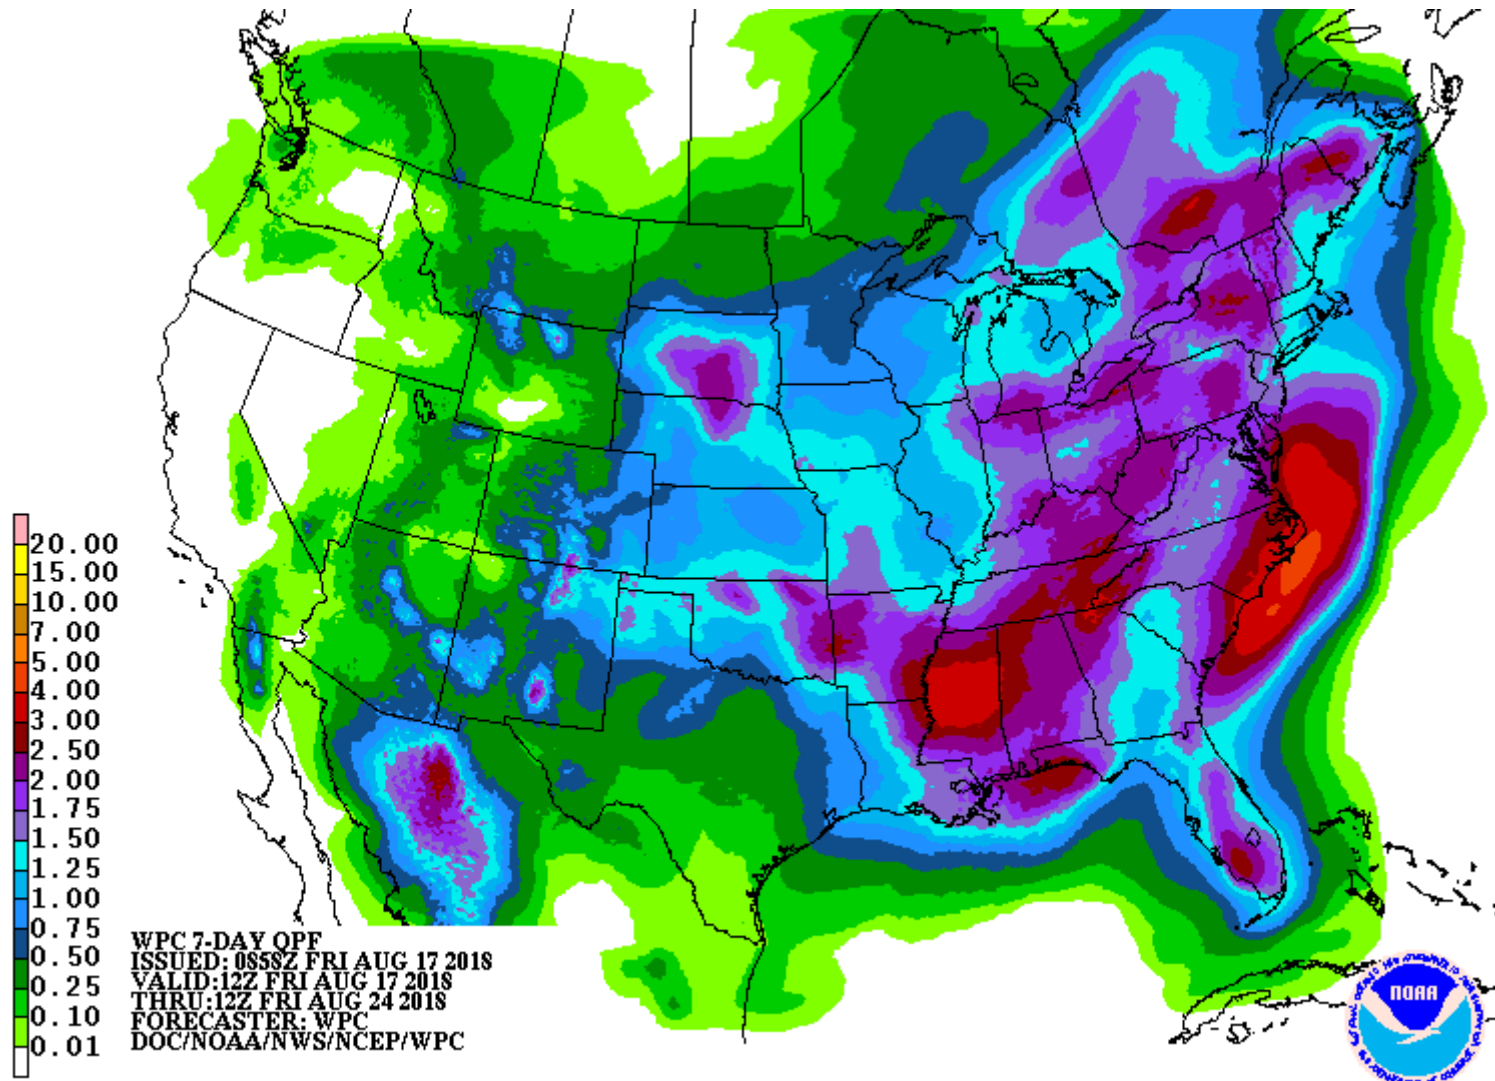 20.00
15.00
10.00
7.00
5.00
4.00
3.00
2.50
2.00
1.75
1.50
1.25
1.00
0.75
0.50
0.25
0.10
0.01
WPC 7-DAY QPF
ISSUED: 0858Z FRI AUG 17 2018
VALID:12Z FRI AUG 17 2018
THRU:12Z FRI AUG 24 2018
FORECASTER: WPC
DOC/NOAA/NWS/NCEP/WPC
NOAA